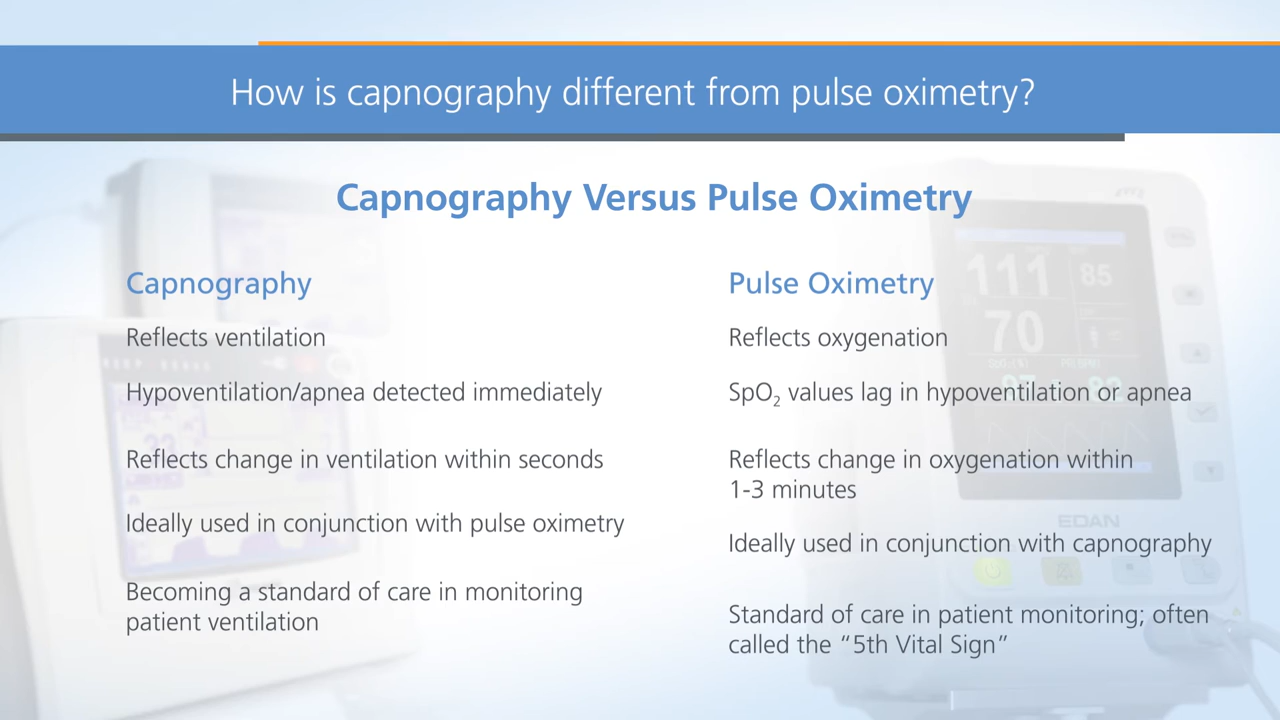 How is capnography different from pulse oximetry?
Capnography Versus Pulse Oximetry
Capnography
Reflects ventilation
Hypoventilation/apnea detected immediately
Reflects change in ventilation within seconds
Ideally used in conjunction with pulse oximetry
Becoming a standard of care in monitoring
patient ventilation
Pulse Oximetry
Reflects oxygenation
SpO₂ values lag in hypoventilation or apnea
Reflects change in oxygenation within
1-3 minutes
Ideally used in conjunction with capnography
Standard of care in patient monitoring; often
called the “5th Vital Sign”
111
85
70
EDAN